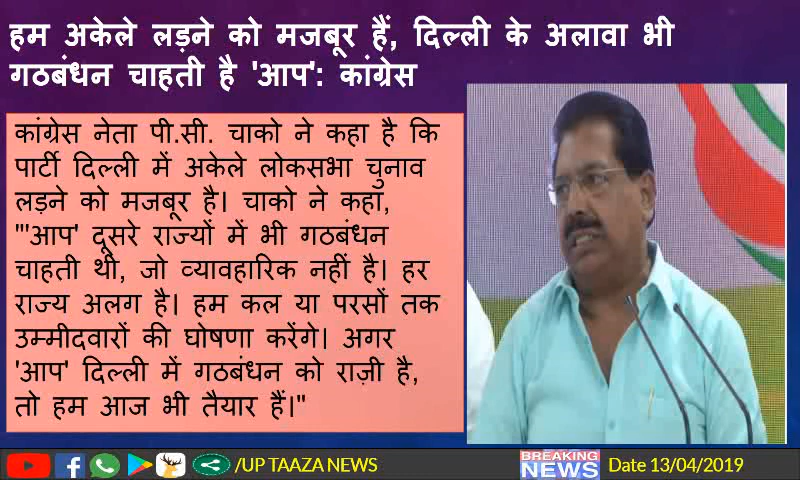 हम अकेले लड़ने को मजबूर हैं, दिल्ली के अलावा भी
गठबंधन चाहती है 'आप': कांग्रेस
कांग्रेस नेता पी.सी. चाको ने कहा है कि
पार्टी दिल्ली में अकेले लोकसभा चुनाव
लड़ने को मजबूर है। चाको ने कहा,
"'आप' दूसरे राज्यों में भी गठबंधन
चाहती थी, जो व्यावहारिक नहीं है। हर
राज्य अलग है। हम कल या परसों तक
उम्मीदवारों की घोषणा करेंगे। अगर
'आप' दिल्ली में गठबंधन को राज़ी है,
तो हम आज भी तैयार हैं।"
/UP TAAZA NEWS
BREAKING
NEWS
Date 13/04/2019